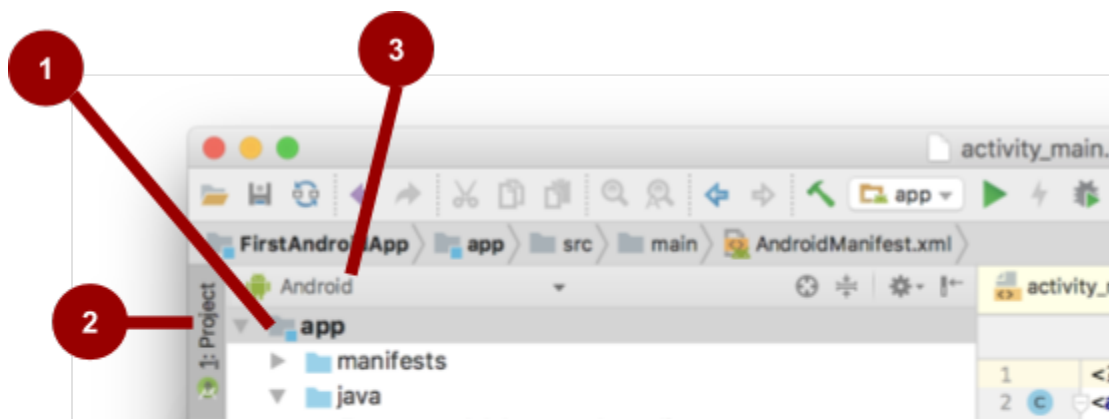 3
1
activity_main.
app
FirstAndroidApp app src main AndroidManifest.xml
Android
activity_r
2
1: Project
app
manifests
1
java
2 C